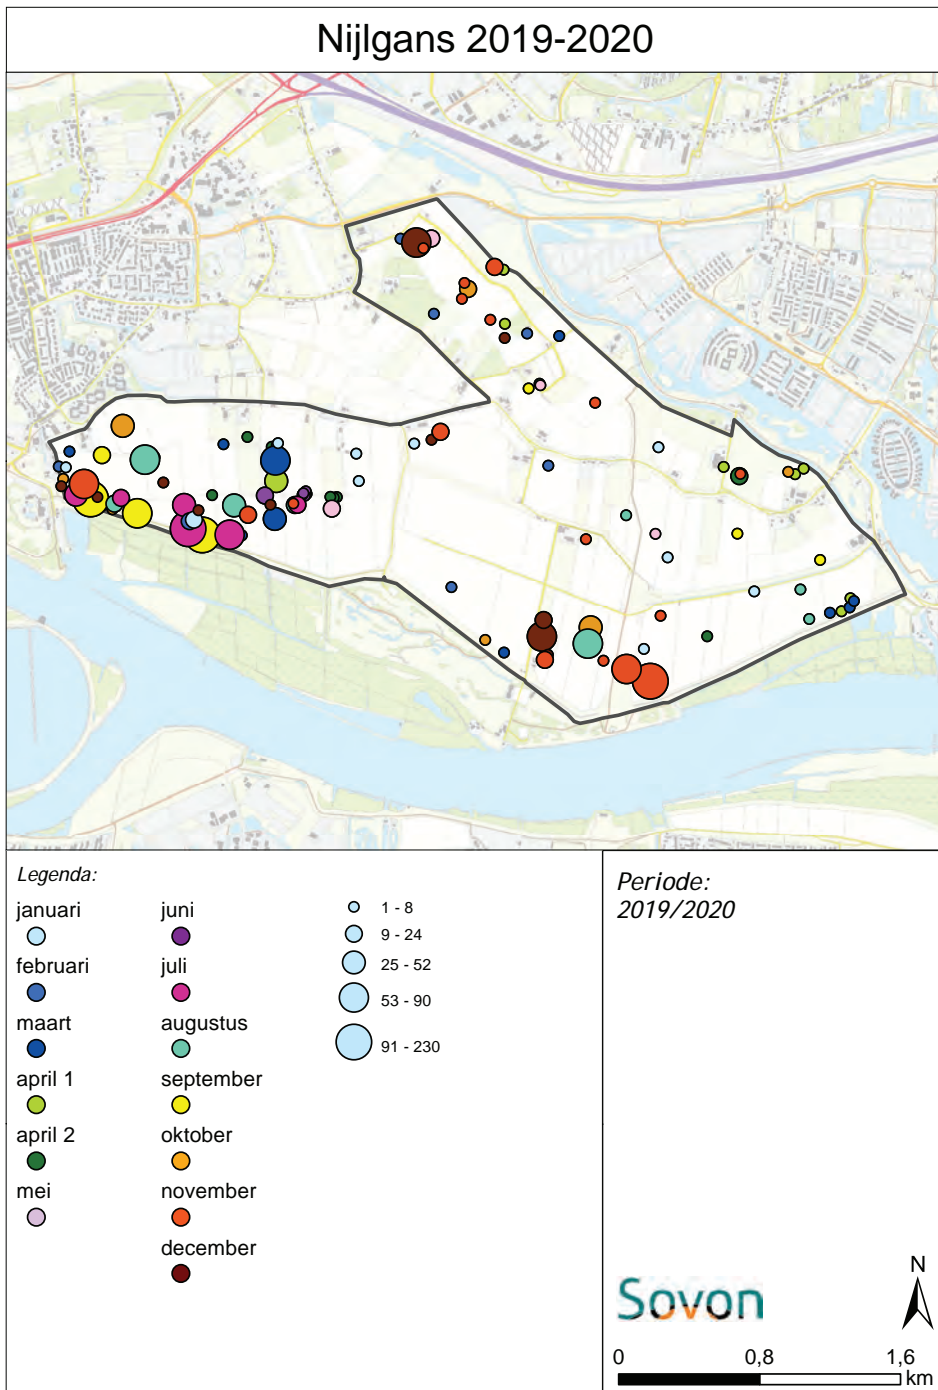 Nijlgans 2019-2020
Legenda:
januari
februari
maart
april 1
april 2
mei
juni
juli
augustus
september
oktober
november
december
1 - 8
9 - 24
25 - 52
53 - 90
91 - 230
Periode:
2019/2020
Sovon
N
0 0,8 1,6
km